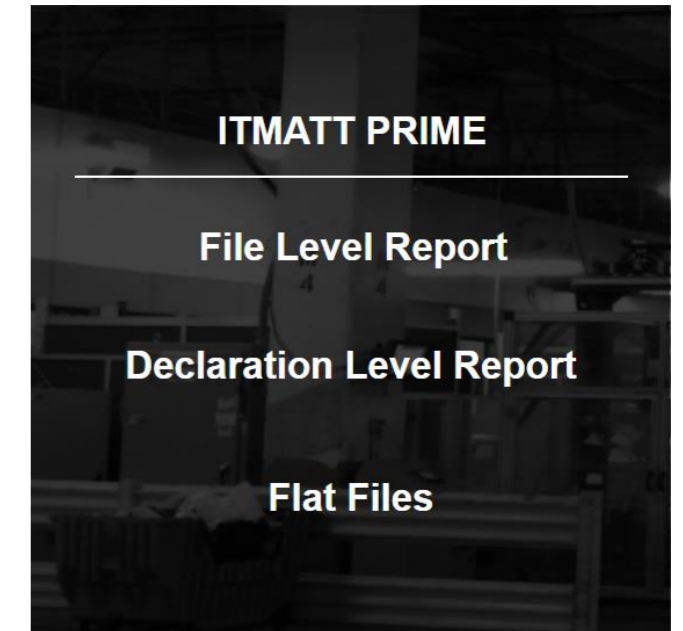 ITMATT PRIME
File Level Report
Declaration Level Report
Flat Files